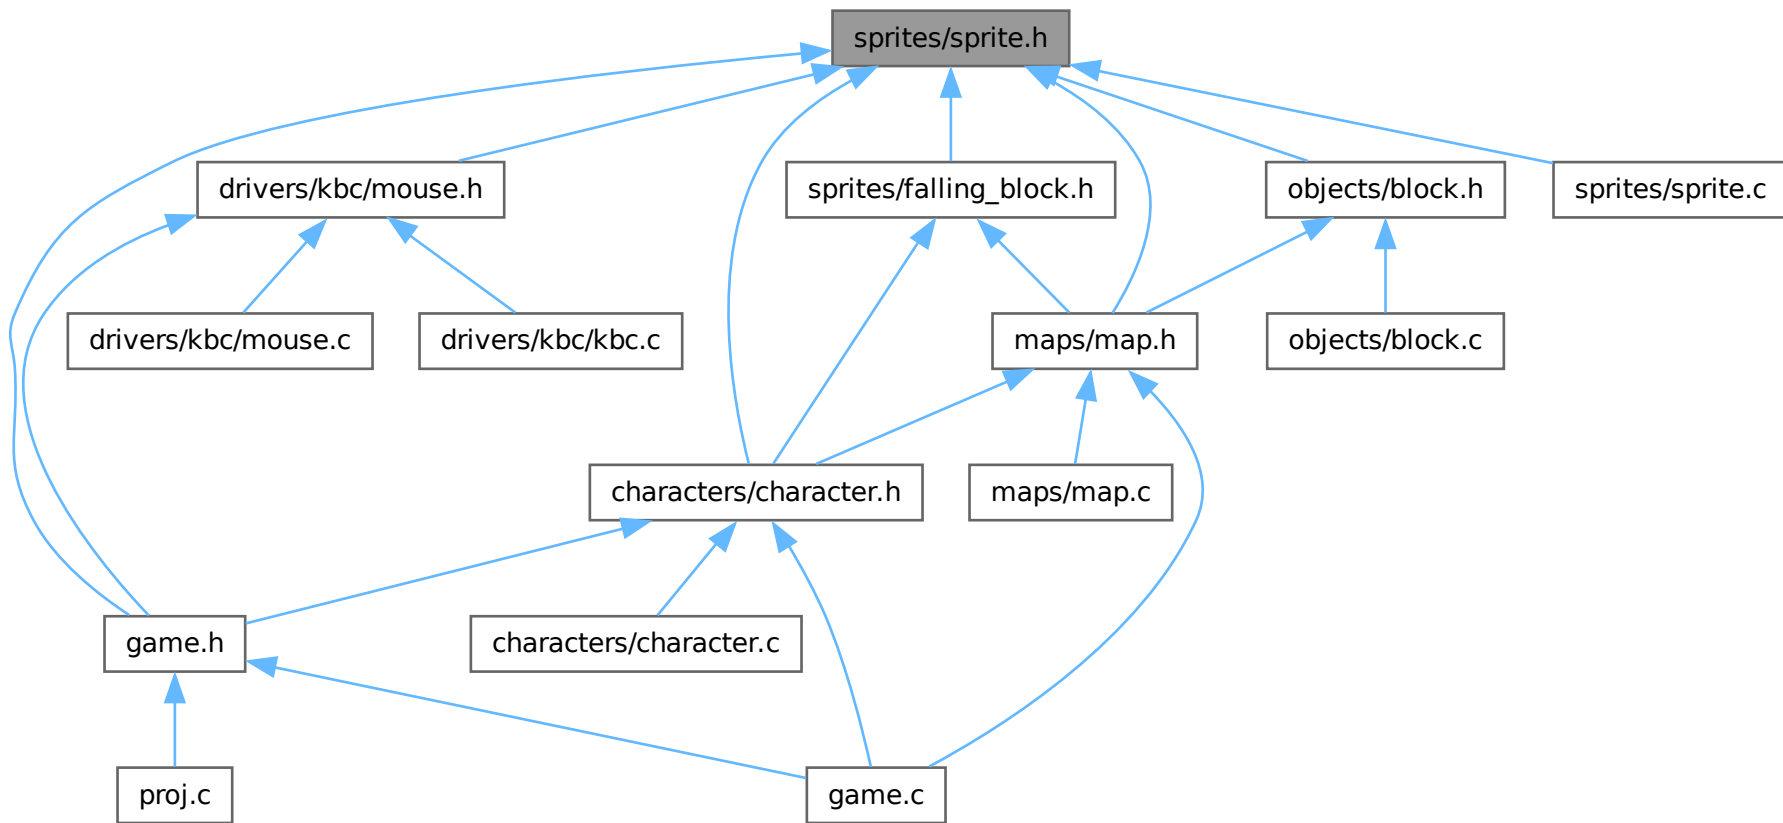 sprites/sprite.h
drivers/kbc/mouse.h
sprites/falling_block.h
objects/block.h
sprites/sprite.c
drivers/kbc/mouse.c
drivers/kbc/kbc.c
maps/map.h
objects/block.c
characters/character.h
maps/map.c
game.h
characters/character.c
proj.c
game.c